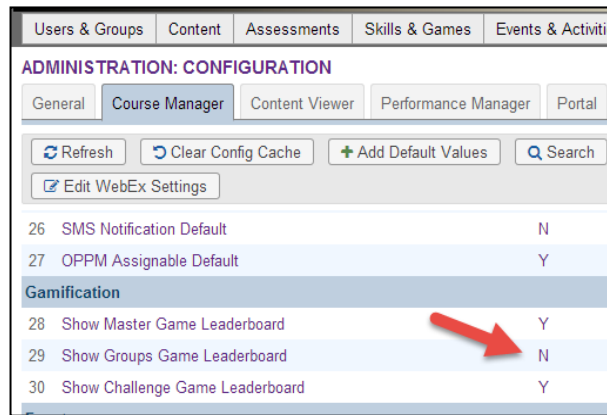 Users & Groups Content Assessments Skills & Games Events & Activiti
ADMINISTRATION: CONFIGURATION
General Course Manager Content Viewer Performance Manager Portal
Refresh Clear Config Cache Add Default Values Search
Edit WebEx Settings
26 SMS Notification Default N
27 OPPM Assignable Default Y
Gamification
28 Show Master Game Leaderboard Y
29 Show Groups Game Leaderboard N
30 Show Challenge Game Leaderboard Y